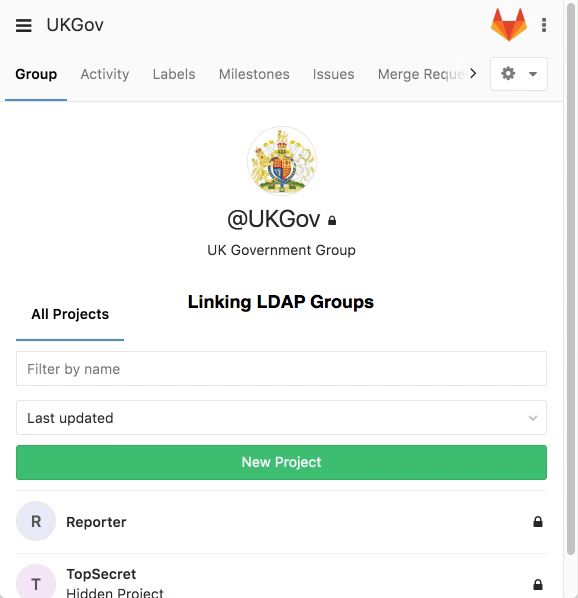 UKGov
Group Activity Labels Milestones Issues Merge Reque
@UKGov
UK Government Group
Linking LDAP Groups
All Projects
Filter by name
Last updated
New Project
R Reporter
T TopSecret
Hidden Project